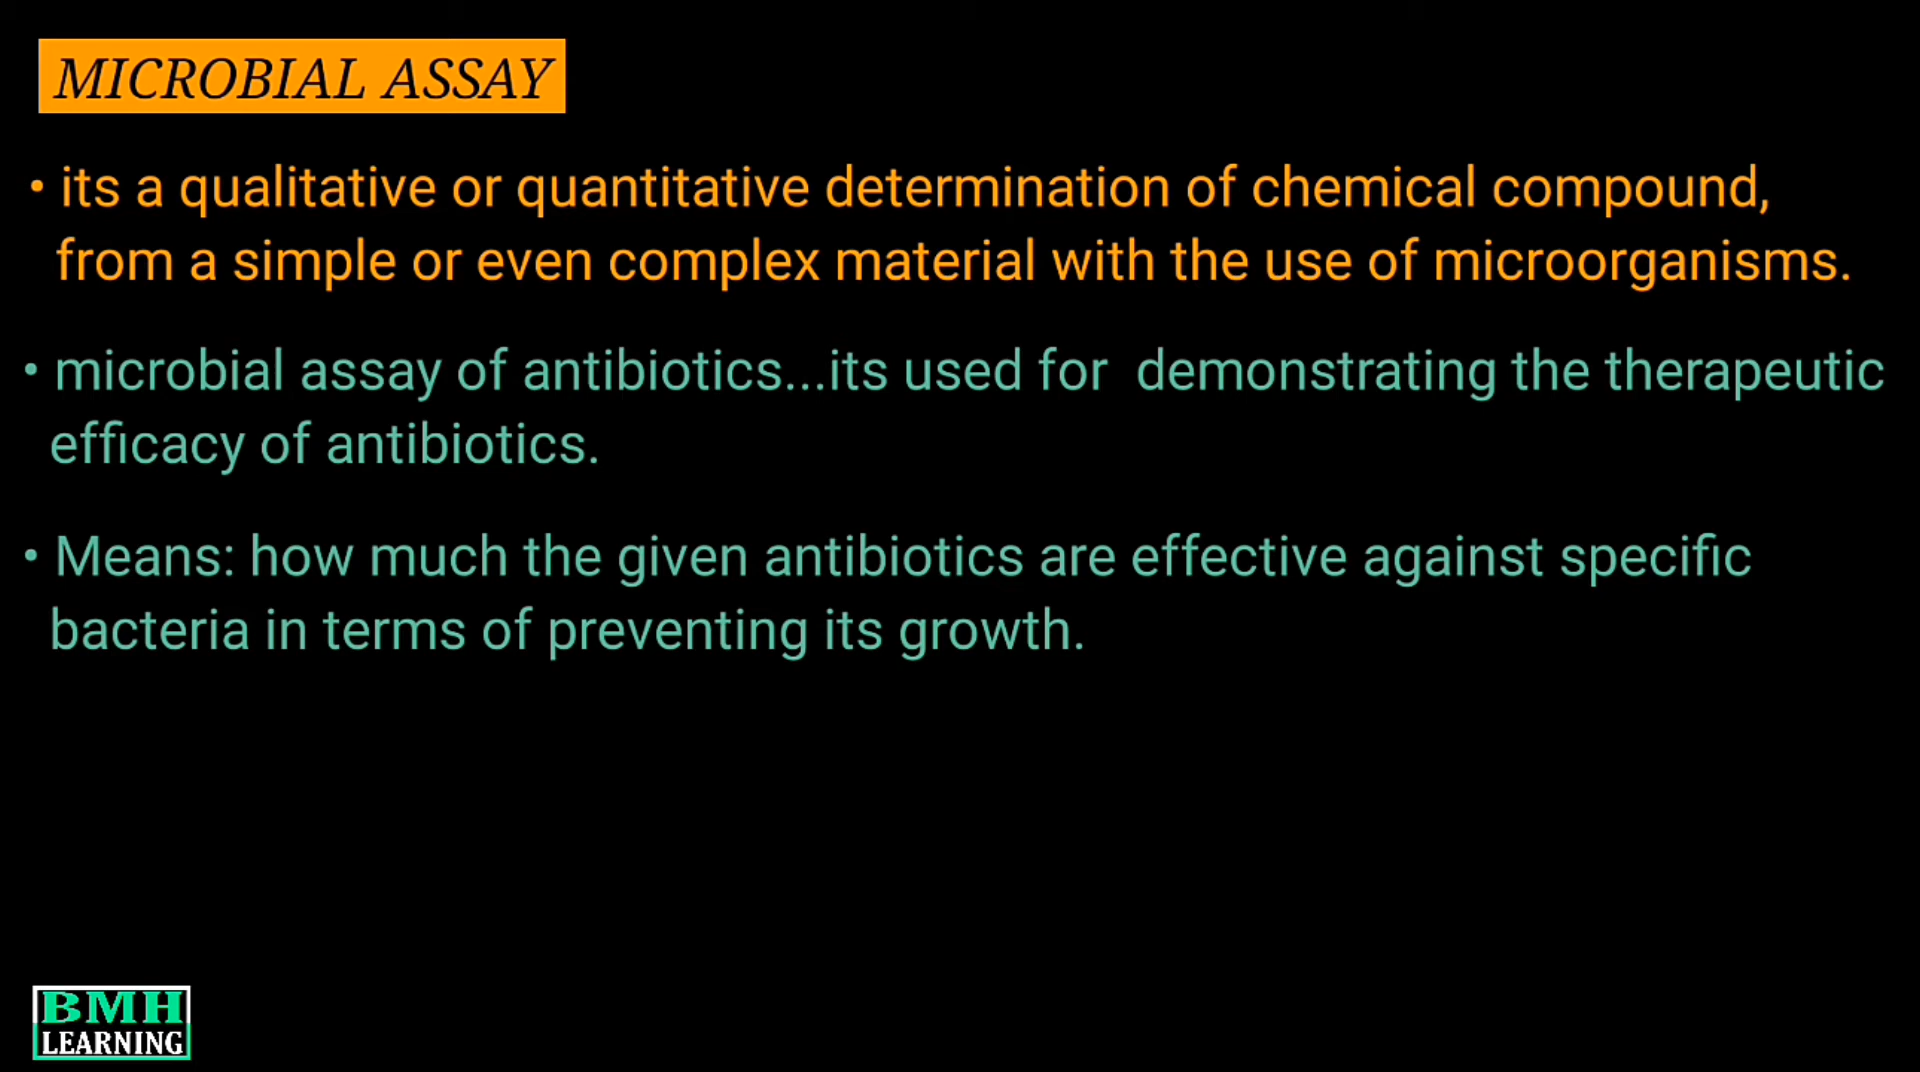 MICROBIAL ASSAY
• its a qualitative or quantitative determination of chemical compound,
from a simple or even complex material with the use of microorganisms.
• microbial assay of antibiotics...its used for  demonstrating the therapeutic
efficacy of antibiotics.
• Means: how much the given antibiotics are effective against specific
bacteria in terms of preventing its growth.
BMH
LEARNING